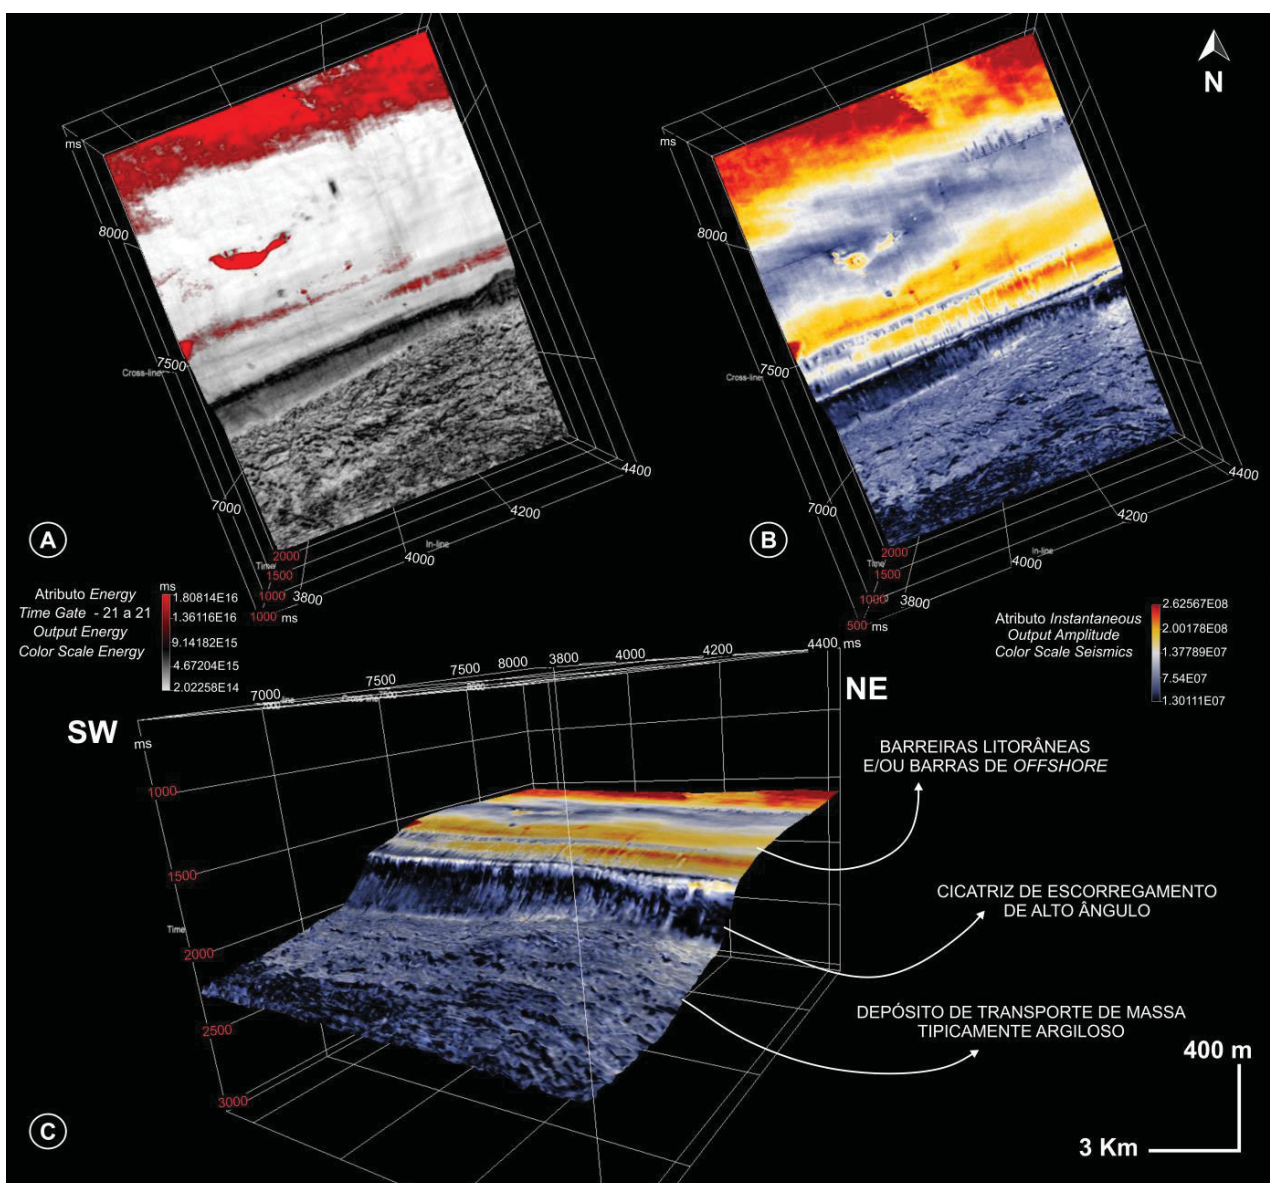 N
ms
8000
7500
Cross-line
7000
4400
4200
In-line
4000
3800
Time
2000
1500
1000
1000 ms
A
ms
8000
7500
Cross-line
7000
4400
4200
In-line
4000
3800
Time
2000
1500
1000
500 ms
B
Atributo Energy
Time Gate - 21 a 21
Output Energy
Color Scale Energy
ms
1.80814E16
1.36116E16
9.14182E15
4.67204E15
2.02258E14
Atributo Instantaneous
Output Amplitude
Color Scale Seismics
2.62567E08
2.00178E08
1.37789E07
7.54E07
1.30111E07
SW
NE
7000
7500
8000
3800
4000
4200
4400
ms
ms
1000
1500
Time
2000
2500
3000
BARREIRAS LITORÂNEAS
E/OU BARRAS DE OFFSHORE
CICATRIZ DE ESCORREGAMENTO
DE ALTO ÂNGULO
DEPÓSITO DE TRANSPORTE DE MASSA
TIPICAMENTE ARGILOSO
400 m
3 Km
C